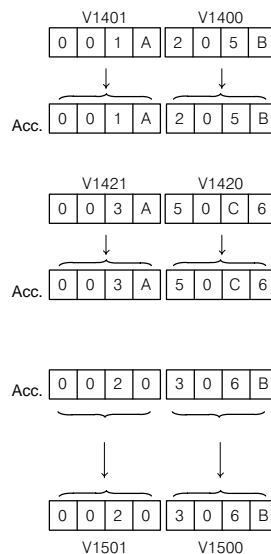 V1401 V1400
0 0 1 A 2 0 5 B
Acc. 0 0 1 A 2 0 5 B
V1421 V1420
0 0 3 A 5 0 C 6
Acc. 0 0 3 A 5 0 C 6
Acc. 0 0 2 0 3 0 6 B
0 0 2 0 3 0 6 B
V1501 V1500